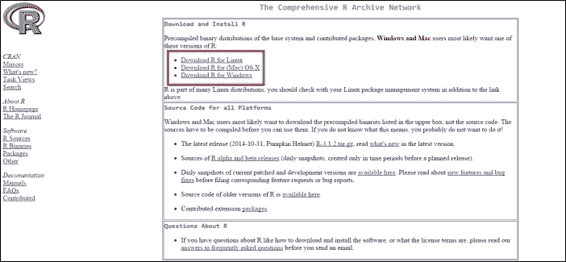 The Comprehensive R Archive Network
R
CRAN
Mirrors
What's new?
Task Views
Search
About R
R Homepage
The R Journal
Software
R Sources
R Binaries
Packages
Other
Documentation
Manuals
FAQs
Contributed
Download and Install R
Precompiled binary distributions of the base system and contributed packages, Windows and Mac users most likely want one
of these versions of R:
Download R for Linux
Download R for (Mac) OS X
Download R for Windows
R is part of many Linux distributions, you should check with your Linux package management system in addition to the link
above.
Source Code for all Platforms
Windows and Mac users most likely want to download the precompiled binaries listed in the upper box, not the source code. The
sources have to be compiled before you can use them. If you do not know what this means, you probably do not want to do it!
The latest release (2014-10-31, Pumpkin Helmet) R-3.1.2.tar.gz, read what's new in the latest version.
Sources of R alpha and beta releases (daily snapshots, created only in time periods before a planned release).
Daily snapshots of current patched and development versions are available here. Please read about new features and bug
fixes before filing corresponding feature requests or bug reports.
Source code of older versions of R is available here.
Contributed extension packages
Questions About R
If you have questions about R like how to download and install the software, or what the license terms are, please read our
answers to frequently asked questions before you send an email.